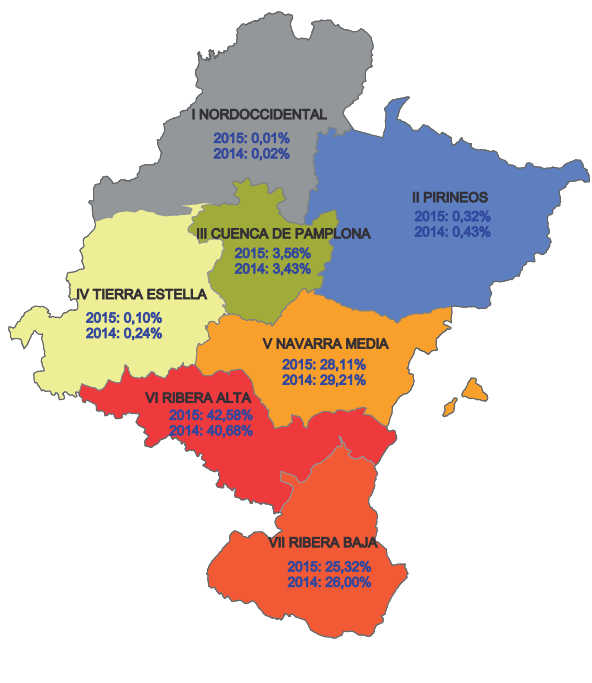 I NORDOCCIDENTAL
2015: 0,01%
2014: 0,02%
II PIRINEOS
2015: 0,32%
2014: 0,43%
III CUENCA DE PAMPLONA
2015: 3,56%
2014: 3,43%
IV TIERRA ESTELLA
2015: 0,10%
2014: 0,24%
V NAVARRA MEDIA
2015: 28,11%
2014: 29,21%
VI RIBERA ALTA
2015: 42,58%
2014: 40,68%
VII RIBERA BAJA
2015: 25,32%
2014: 26,00%